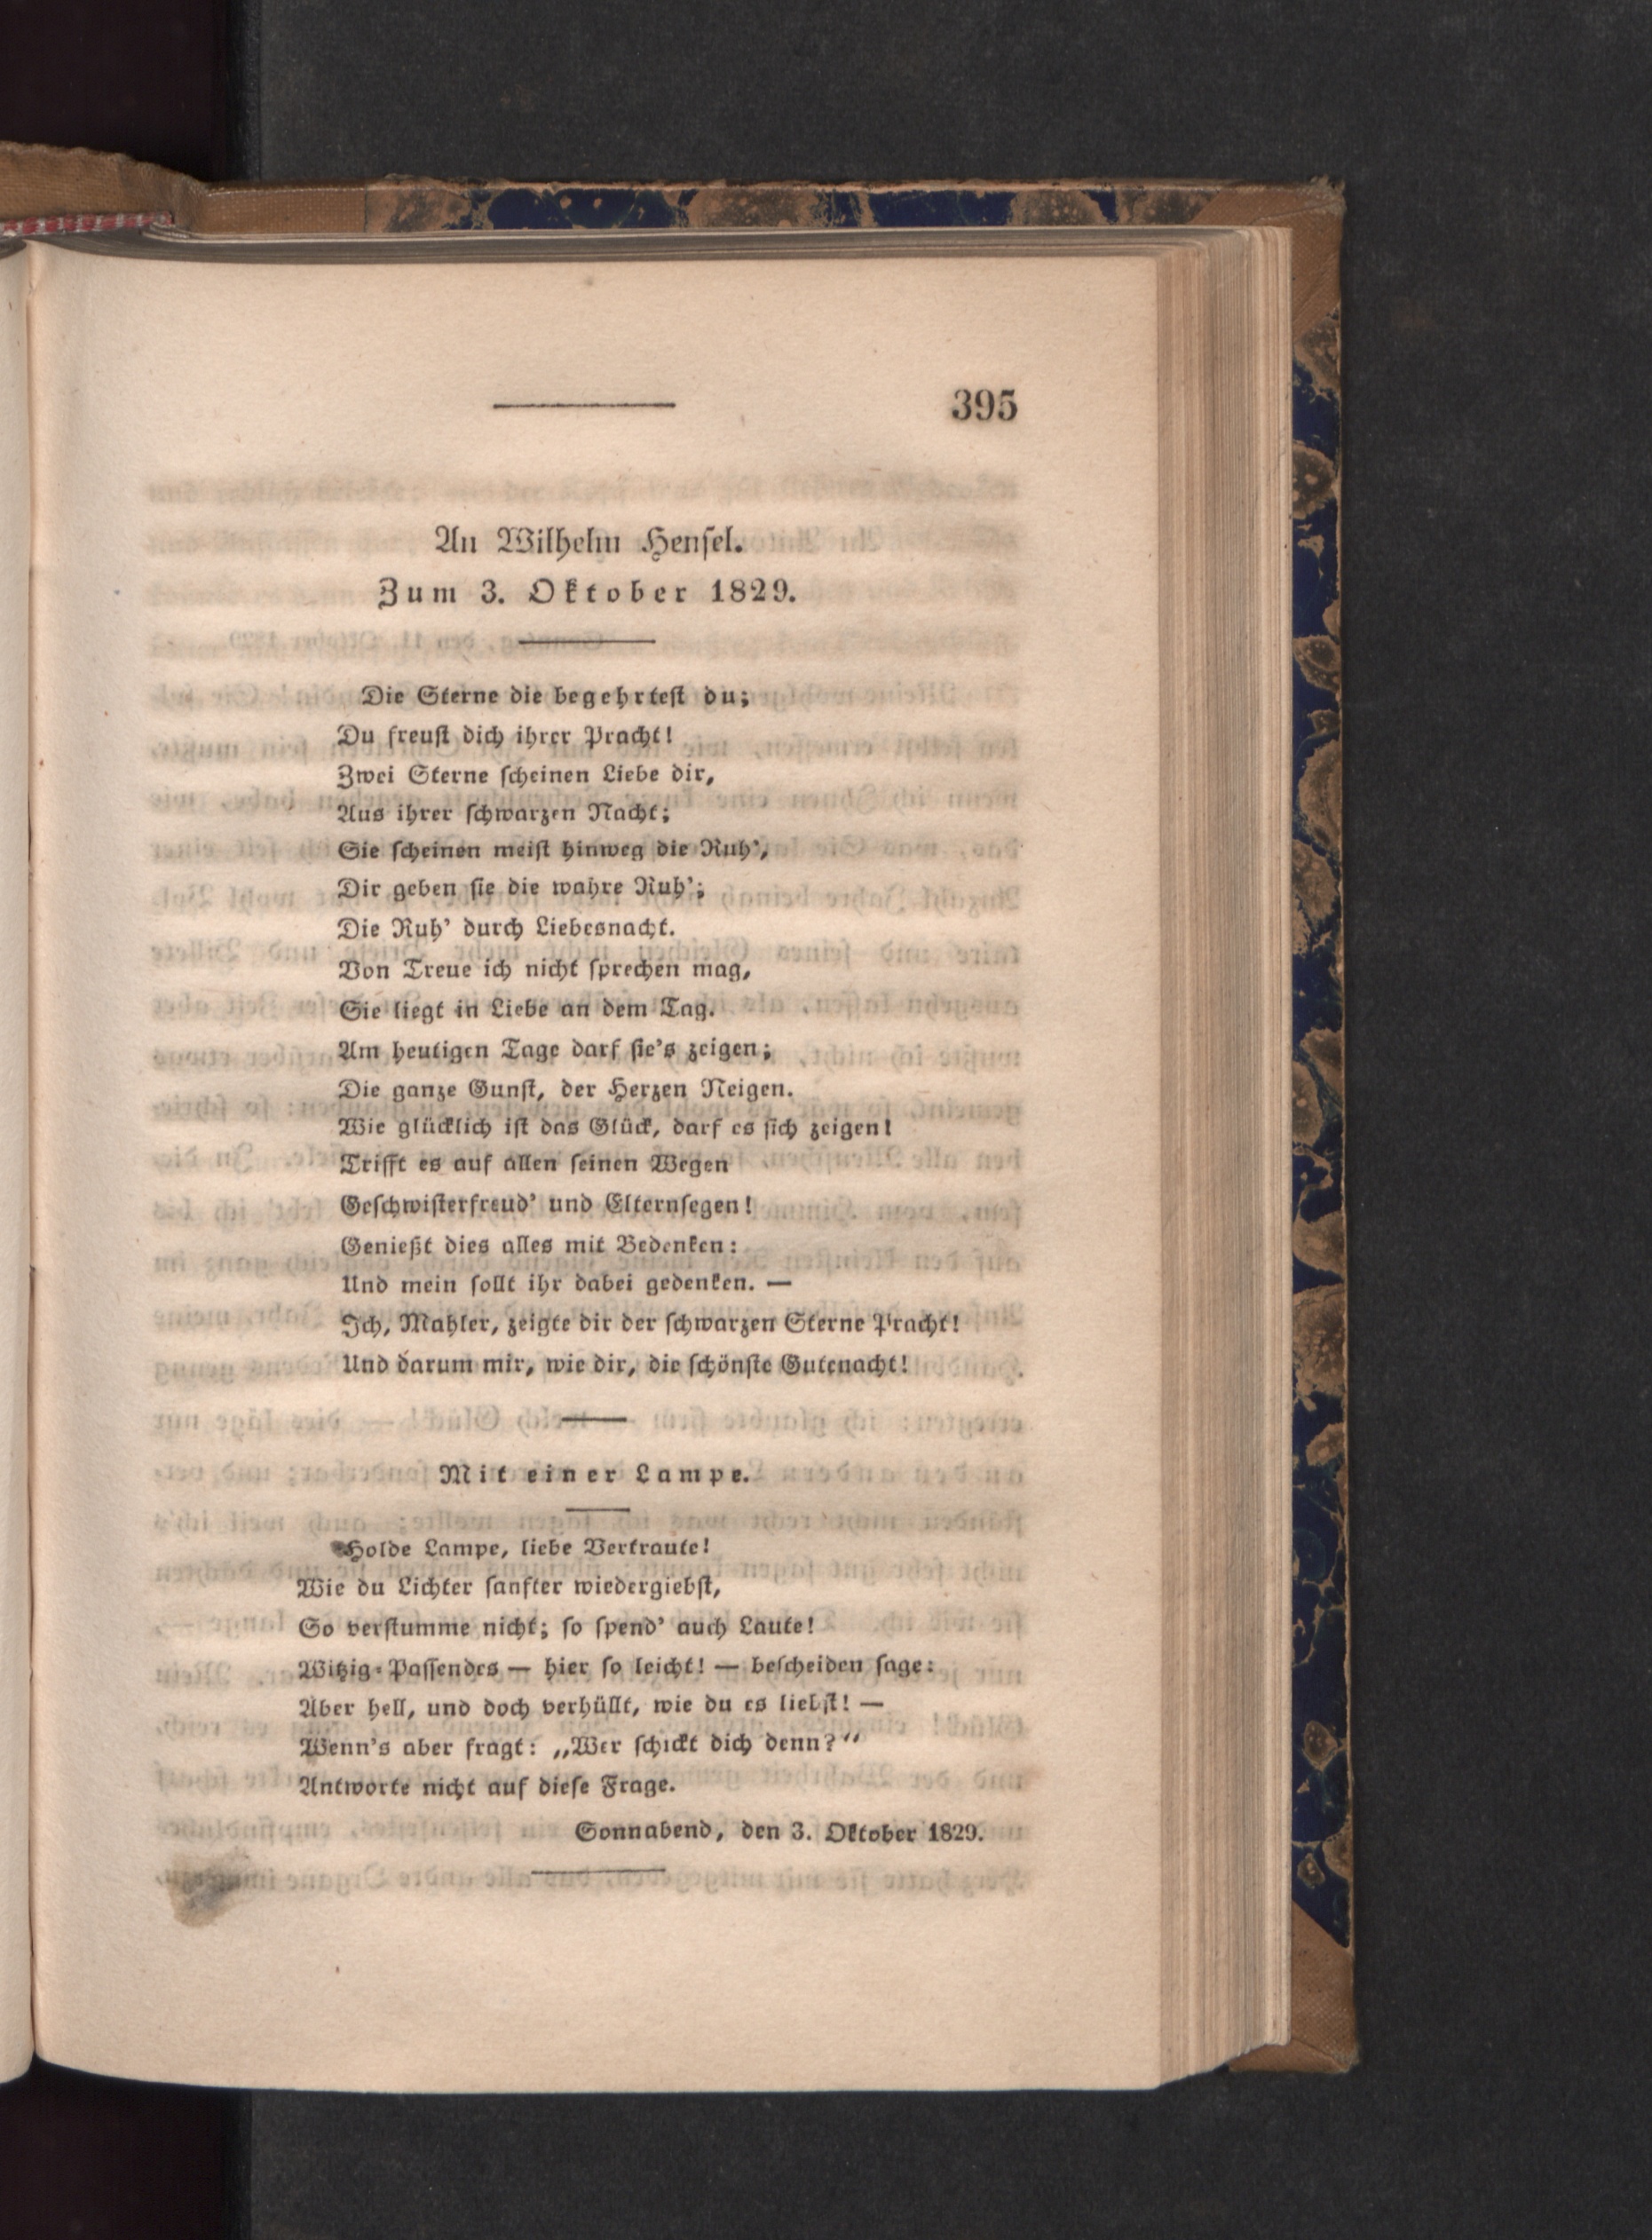 395
An Wilhelm Hensel.
Zum 3. Oktober 1829.
Die Sterne die begehrtest du;
Du freust dich ihrer Pracht!
Zwei Sterne scheinen Liebe dir,
Aus ihrer schwarzen Nacht;
Sie scheinen meist hinweg die Ruh',
Dir geben sie die wahre Ruh';
Die Ruh' durch Liebesnacht.
Von Treue ich nicht sprechen mag,
Sie liegt in Liebe an dem Tag.
Am heutigen Tage darf sie's zeigen;
Die ganze Gunst, der Herzen Neigen.
Wie glücklich ist das Glück, darf es sich zeigen!
Trifft es auf allen seinen Wegen
Geschwisterfreud' und Elternsegen!
Genießt dies alles mit Bedenken:
Und mein sollt ihr dabei gedenken. —
Ich, Mahler, zeigte dir der schwarzen Sterne Pracht!
Und darum mir, wie dir, die schönste Gutenacht!
Mit einer Lampe.
Holde Lampe, liebe Vertraute!
Wie du Lichter sanfter wiedergiebst,
So verstumme nicht; so spend' auch Laute!
Witzig-Passendes — hier so leicht! — bescheiden sage:
Aber hell, und doch verhüllt, wie du es liebst! —
Wenn's aber fragt: „Wer schickt dich denn?“
Antworte nicht auf diese Frage.
Sonnabend, den 3. Oktober 1829.